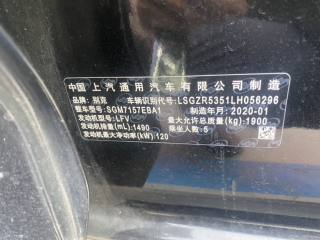 中国上汽通用汽车有限公司制造
品牌：别克 车辆识别代号：LSGZR5351LH056296
整车型号：SGM7157EBA1 制造年月：2020-01
发动机型号：LFV 最大允许总质量(kg)：1900
发动机排量(mL)：1490 乘坐人数：5
发动机最大净功率(kW)：120